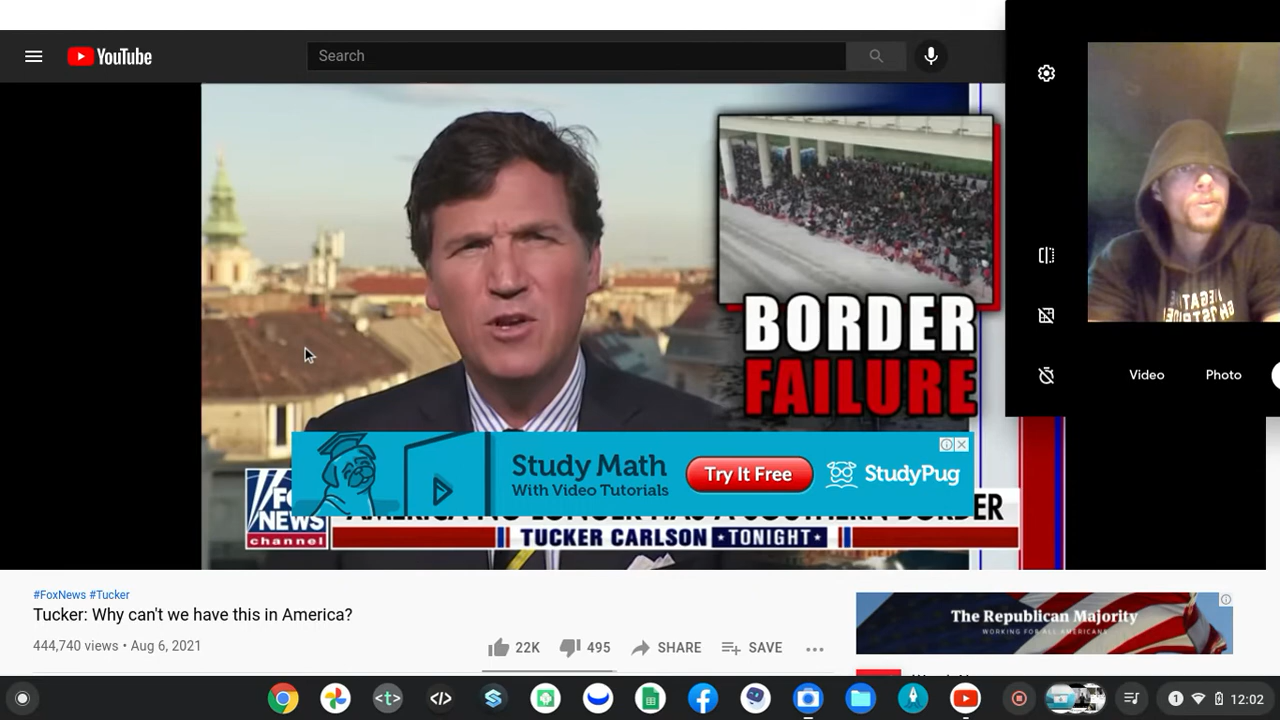 YouTube
Search
BORDER
FAILURE
Video
Photo
Study Math
With Video Tutorials
Try It Free
StudyPug
NEWS
channel
TUCKER CARLSON TONIGHT
#FoxNews #Tucker
Tucker: Why can't we have this in America?
444,740 views • Aug 6, 2021
22K
495
SHARE
SAVE
The Republican Majority
WORKING FOR ALL AMERICANS
1
12:02